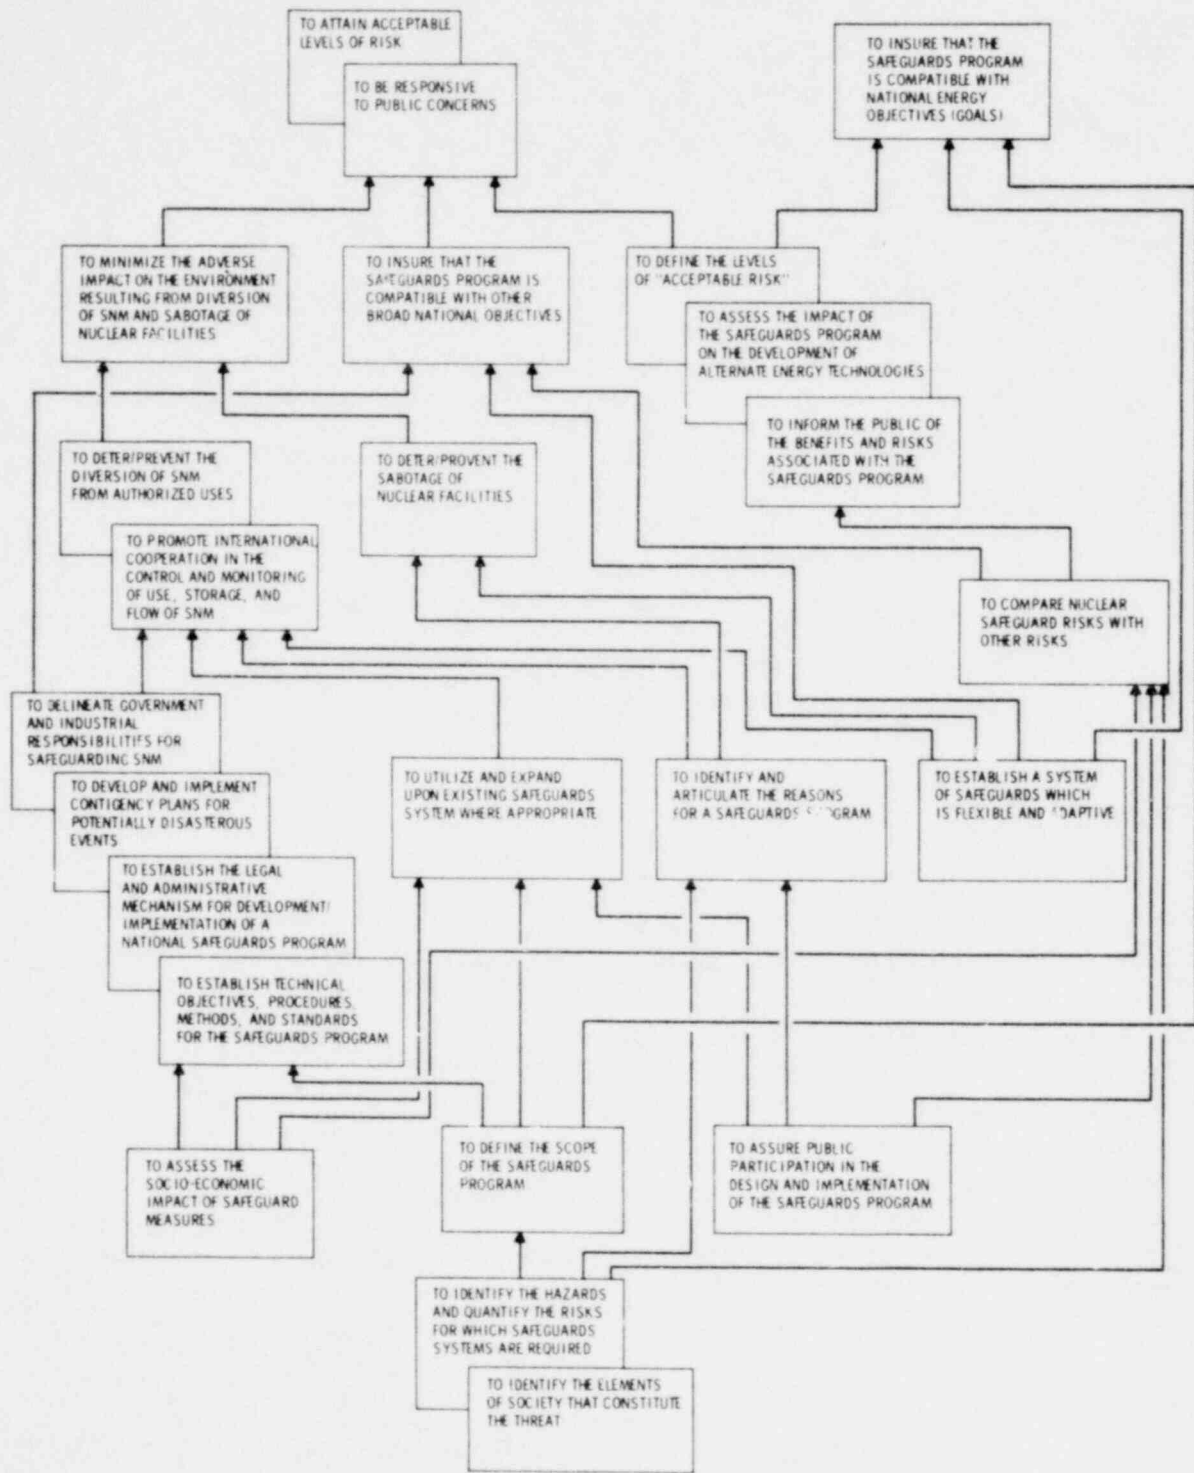 TO ATTAIN ACCEPTABLE
LEVELS OF RISK
TO BE RESPONSIVE
TO PUBLIC CONCERNS
TO INSURE THAT THE
SAFEGUARDS PROGRAM
IS COMPATIBLE WITH
NATIONAL ENERGY
OBJECTIVES (GOALS)
TO MINIMIZE THE ADVERSE
IMPACT ON THE ENVIRONMENT
RESULTING FROM DIVERSION
OF SNM AND SABOTAGE OF
NUCLEAR FACILITIES
TO INSURE THAT THE
SAFEGUARDS PROGRAM IS
COMPATIBLE WITH OTHER
BROAD NATIONAL OBJECTIVES
TO DEFINE THE LEVELS
OF "ACCEPTABLE RISK"
TO ASSESS THE IMPACT OF
THE SAFEGUARDS PROGRAM
ON THE DEVELOPMENT OF
ALTERNATE ENERGY TECHNOLOGIES
TO INFORM THE PUBLIC OF
THE BENEFITS AND RISKS
ASSOCIATED WITH THE
SAFEGUARDS PROGRAM
TO DETER/PREVENT THE
DIVERSION OF SNM
FROM AUTHORIZED USES
TO PROMOTE INTERNATIONAL
COOPERATION IN THE
CONTROL AND MONITORING
OF USE, STORAGE, AND
FLOW OF SNM
TO DETER/PROVENT THE
SABOTAGE OF
NUCLEAR FACILITIES
TO COMPARE NUCLEAR
SAFEGUARD RISKS WITH
OTHER RISKS
TO DELINEATE GOVERNMENT
AND INDUSTRIAL
RESPONSIBILITIES FOR
SAFEGUARDING SNM
TO DEVELOP AND IMPLEMENT
CONTIGENCY PLANS FOR
POTENTIALLY DISASTEROUS
EVENTS
TO ESTABLISH THE LEGAL
AND ADMINISTRATIVE
MECHANISM FOR DEVELOPMENT/
IMPLEMENTATION OF A
NATIONAL SAFEGUARDS PROGRAM
TO ESTABLISH TECHNICAL
OBJECTIVES, PROCEDURES,
METHODS, AND STANDARDS
FOR THE SAFEGUARDS PROGRAM
TO UTILIZE AND EXPAND
UPON EXISTING SAFEGUARDS
SYSTEM WHERE APPROPRIATE
TO IDENTIFY AND
ARTICULATE THE REASONS
FOR A SAFEGUARDS
TO ESTABLISH A SYSTEM
OF SAFEGUARDS WHICH
IS FLEXIBLE AND ADAPTIVE
TO ASSESS THE
SOCIO-ECONOMIC
IMPACT OF SAFEGUARD
MEASURES
TO DEFINE THE SCOPE
OF THE SAFEGUARDS
PROGRAM
TO ASSURE PUBLIC
PARTICIPATION IN THE
DESIGN AND IMPLEMENTATION
OF THE SAFEGUARDS PROGRAM
TO IDENTIFY THE HAZARDS
AND QUANTIFY THE RISKS
FOR WHICH SAFEGUARDS
SYSTEMS ARE REQUIRED
TO IDENTIFY THE ELEMENTS
OF SOCIETY THAT CONSTITUTE
THE THREAT